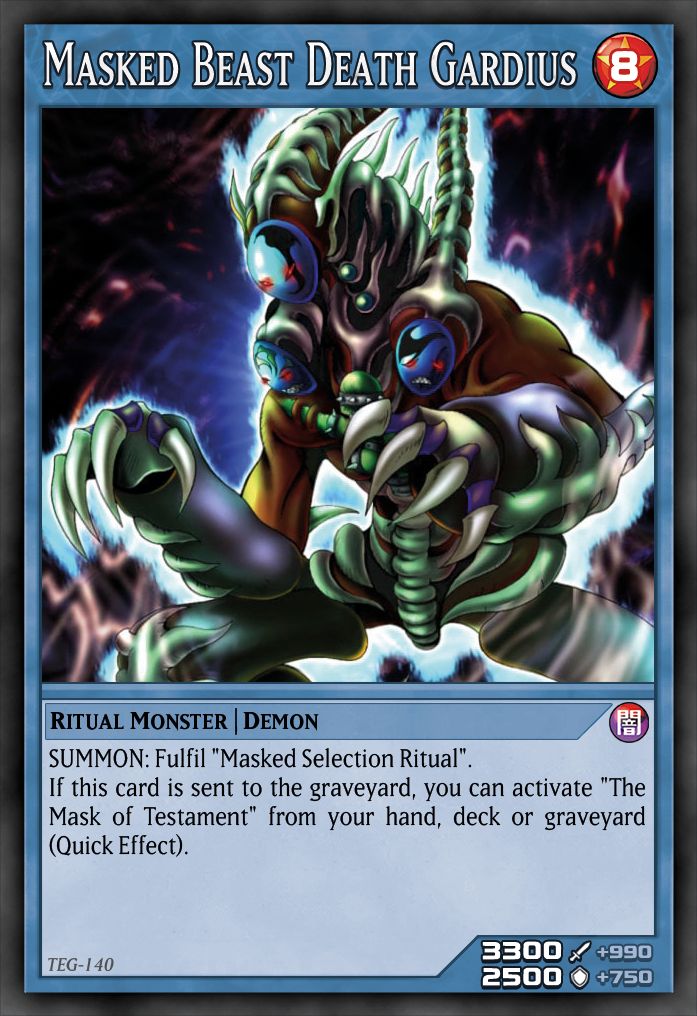 Masked Beast Death Gardius
8
Ritual Monster | Demon
闇
SUMMON: Fulfil "Masked Selection Ritual".
If this card is sent to the graveyard, you can activate "The
Mask of Testament" from your hand, deck or graveyard
(Quick Effect).
3300 +990
TEG-140
2500 +750